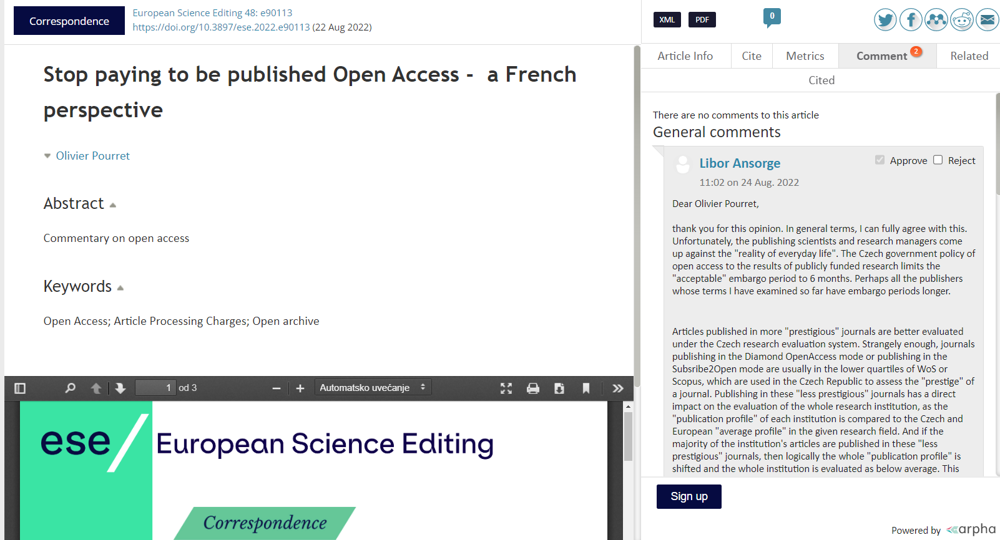 Correspondence
European Science Editing 48: e90113
https://doi.org/10.3897/ese.2022.e90113 (22 Aug 2022)
Stop paying to be published Open Access -  a French
perspective
Olivier Pourret
Abstract
Commentary on open access
Keywords
Open Access; Article Processing Charges; Open archive
1 od 3
Automatsko uvećanje
ese/
European Science Editing
Correspondence
XML
PDF
0
Article Info
Cite
Metrics
Comment 2
Related
Cited
There are no comments to this article
General comments
Libor Ansorge
Approve
Reject
11:02 on 24 Aug. 2022
Dear Olivier Pourret,
thank you for this opinion. In general terms, I can fully agree with this.
Unfortunately, the publishing scientists and research managers come
up against the "reality of everyday life". The Czech government policy of
open access to the results of publicly funded research limits the
"acceptable" embargo period to 6 months. Perhaps all the publishers
whose terms I have examined so far have embargo periods longer.
Articles published in more "prestigious" journals are better evaluated
under the Czech research evaluation system. Strangely enough, journals
publishing in the Diamond OpenAccess mode or publishing in the
Subsribe2Open mode are usually in the lower quartiles of WoS or
Scopus, which are used in the Czech Republic to assess the "prestige" of
a journal. Publishing in these "less prestigious" journals has a direct
impact on the evaluation of the whole research institution, as the
"publication profile" of each institution is compared to the Czech and
European "average profile" in the given research field. And if the
majority of the institution's articles are published in these "less
prestigious" journals, then logically the whole "publication profile" is
shifted and the whole institution is evaluated as below average. This
Sign up
Powered by arpha